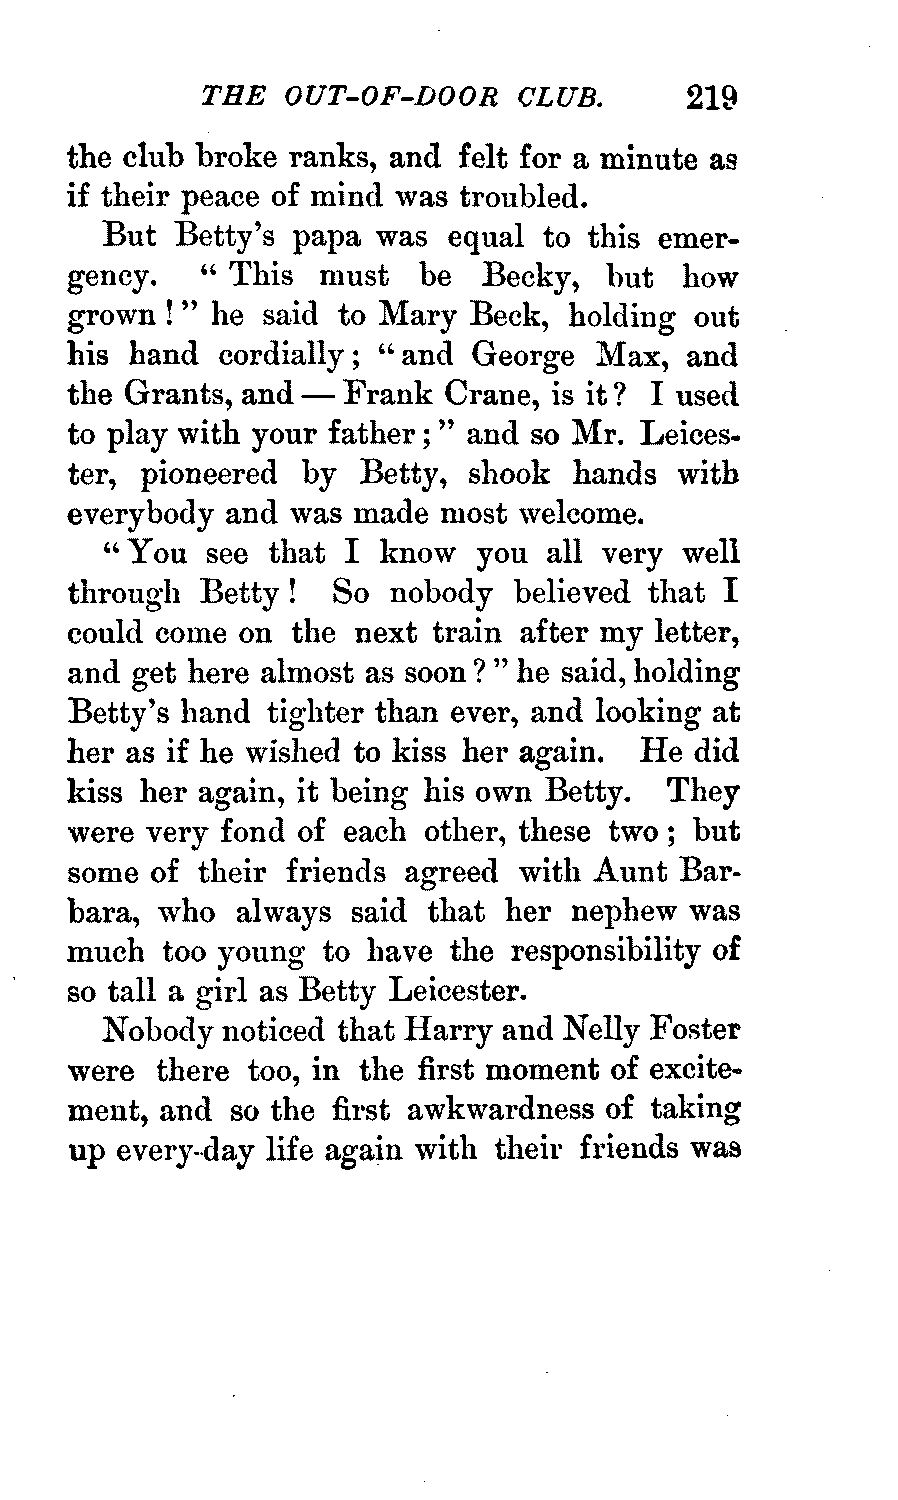 THE OUT-OF-DOOR CLUB. 219
the club broke ranks, and felt for a minute as
if their peace of mind was troubled.
But Betty's papa was equal to this emer-
gency. “ This must be Becky, but how
grown ! ” he said to Mary Beck, holding out
his hand cordially ; “ and George Max, and
the Grants, and — Frank Crane, is it ? I used
to play with your father ; ” and so Mr. Leices-
ter, pioneered by Betty, shook hands with
everybody and was made most welcome.
“ You see that I know you all very well
through Betty ! So nobody believed that I
could come on the next train after my letter,
and get here almost as soon ? ” he said, holding
Betty's hand tighter than ever, and looking at
her as if he wished to kiss her again. He did
kiss her again, it being his own Betty. They
were very fond of each other, these two ; but
some of their friends agreed with Aunt Bar-
bara, who always said that her nephew was
much too young to have the responsibility of
so tall a girl as Betty Leicester.
Nobody noticed that Harry and Nelly Foster
were there too, in the first moment of excite-
ment, and so the first awkwardness of taking
up every-day life again with their friends was